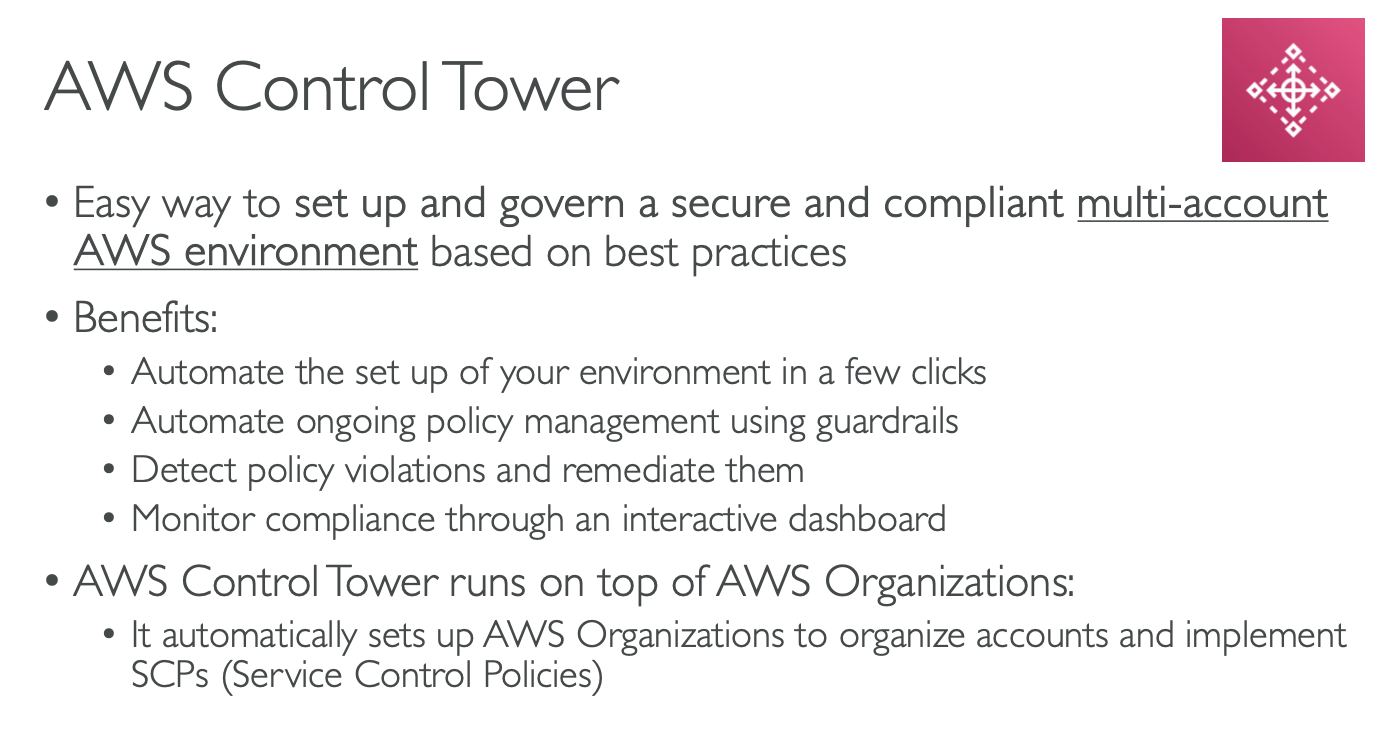 AWS Control Tower
• Easy way to set up and govern a secure and compliant multi-account
AWS environment based on best practices
• Benefits:
• Automate the set up of your environment in a few clicks
• Automate ongoing policy management using guardrails
• Detect policy violations and remediate them
• Monitor compliance through an interactive dashboard
• AWS Control Tower runs on top of AWS Organizations:
• It automatically sets up AWS Organizations to organize accounts and implement
SCPs (Service Control Policies)